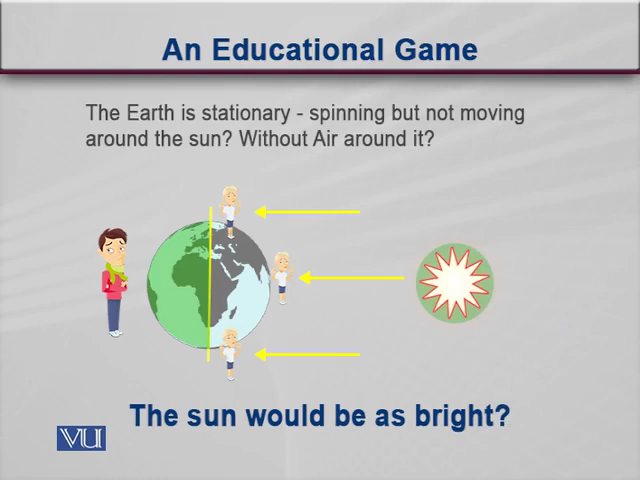 An Educational Game
The Earth is stationary - spinning but not moving
around the sun? Without Air around it?
The sun would be as bright?
VU